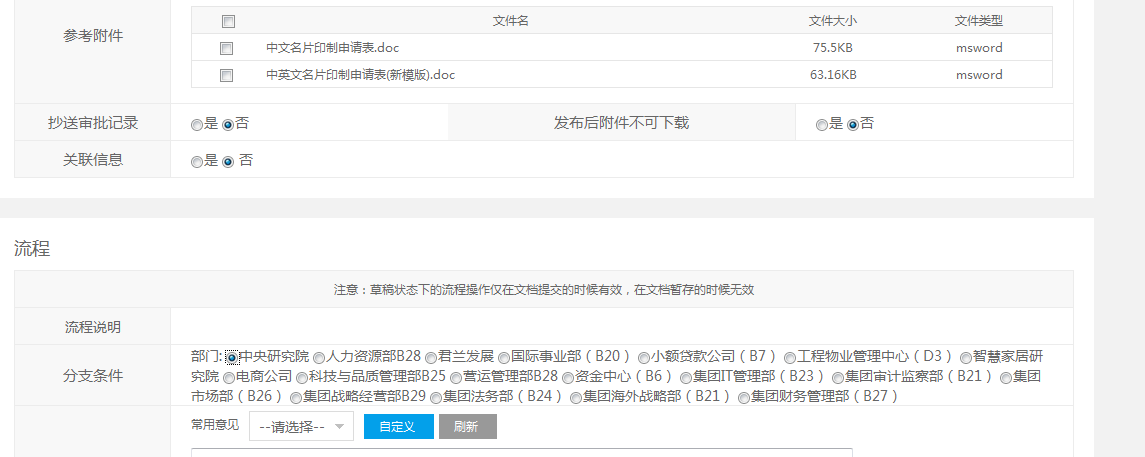 参考附件
文件名 文件大小 文件类型
中文名片印制申请表.doc 75.5KB msword
中英文名片印制申请表(新模版).doc 63.16KB msword
抄送审批记录 是 否 发布后附件不可下载 是 否
关联信息 是 否
流程
注意：草稿状态下的流程操作仅在文档提交的时候有效，在文档暂存的时候无效
流程说明
分支条件
部门: 中央研究院 人力资源部B28 君兰发展 国际事业部（B20） 小额贷款公司（B7） 工程物业管理中心（D3） 智慧家居研
究院 电商公司 科技与品质管理部B25 营运管理部B28 资金中心（B6） 集团IT管理部（B23） 集团审计监察部（B21） 集团
市场部（B26） 集团战略经营部B29 集团法务部（B24） 集团海外战略部（B21） 集团财务管理部（B27）
常用意见 --请选择-- 自定义 刷新